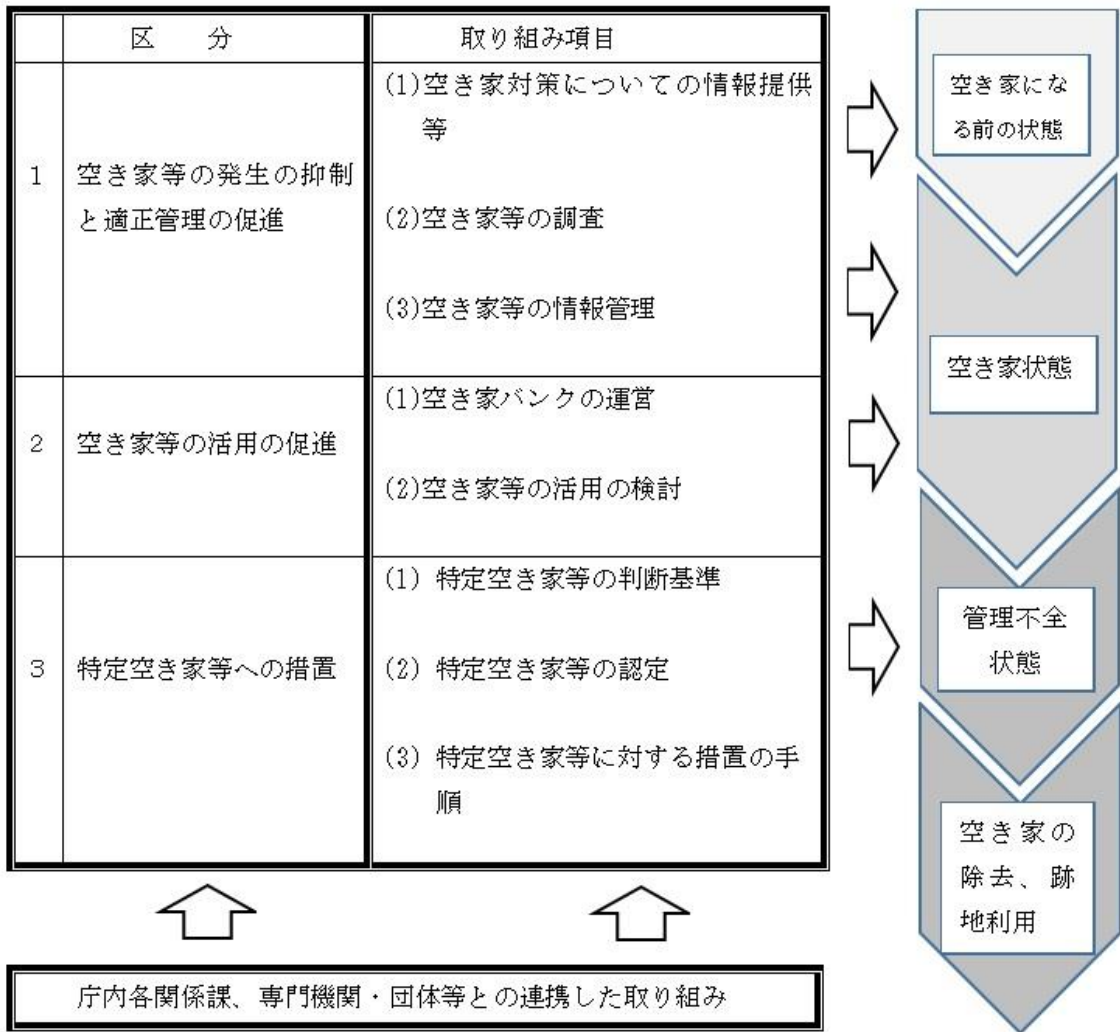 区　分
取り組み項目
1
空き家等の発生の抑制
と適正管理の促進
(1)空き家対策についての情報提供
等
(2)空き家等の調査
(3)空き家等の情報管理
2
空き家等の活用の促進
(1)空き家バンクの運営
(2)空き家等の活用の検討
3
特定空き家等への措置
(1) 特定空き家等の判断基準
(2) 特定空き家等の認定
(3) 特定空き家等に対する措置の手
順
庁内各関係課、専門機関・団体等との連携した取り組み
空き家にな
る前の状態
空き家状態
管理不全
状態
空き家の
除去、跡
地利用